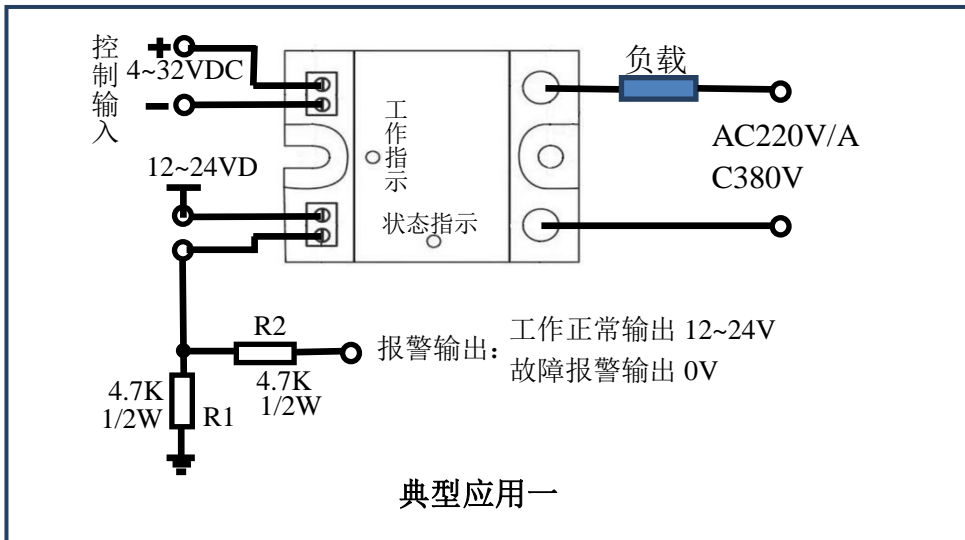 控制输入
+
4~32VDC
-
12~24VD
工作指示
状态指示
负载
AC220V/A
C380V
R2
4.7K
1/2W
4.7K
1/2W
R1
报警输出：
工作正常输出 12~24V
故障报警输出 0V
典型应用一